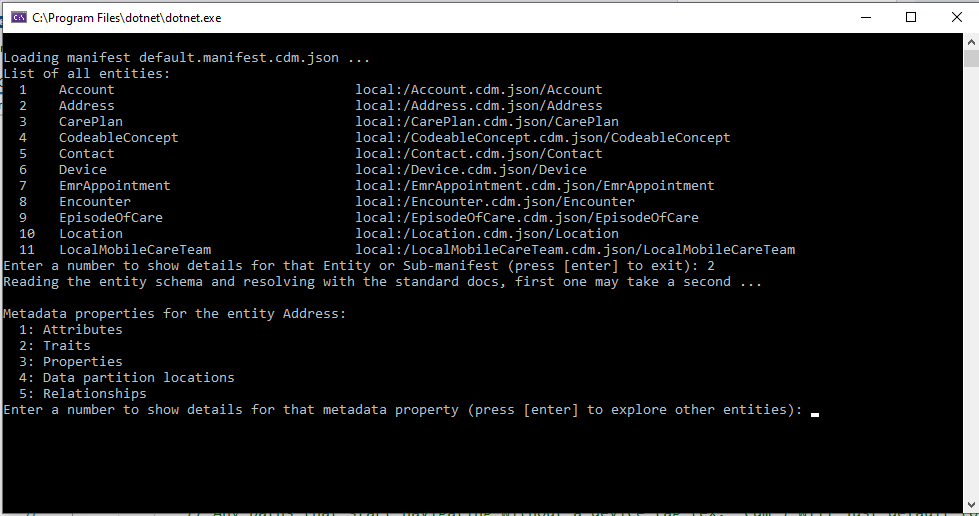 C:\Program Files\dotnet\dotnet.exe
Loading manifest default.manifest.cdm.json ...
List of all entities:
1 Account local:/Account.cdm.json/Account
2 Address local:/Address.cdm.json/Address
3 CarePlan local:/CarePlan.cdm.json/CarePlan
4 CodeableConcept local:/CodeableConcept.cdm.json/CodeableConcept
5 Contact local:/Contact.cdm.json/Contact
6 Device local:/Device.cdm.json/Device
7 EmrAppointment local:/EmrAppointment.cdm.json/EmrAppointment
8 Encounter local:/Encounter.cdm.json/Encounter
9 EpisodeOfCare local:/EpisodeOfCare.cdm.json/EpisodeOfCare
10 Location local:/Location.cdm.json/Location
11 LocalMobileCareTeam local:/LocalMobileCareTeam.cdm.json/LocalMobileCareTeam
Enter a number to show details for that Entity or Sub-manifest (press [enter] to exit): 2
Reading the entity schema and resolving with the standard docs, first one may take a second ...
Metadata properties for the entity Address:
1: Attributes
2: Traits
3: Properties
4: Data partition locations
5: Relationships
Enter a number to show details for that metadata property (press [enter] to explore other entities):